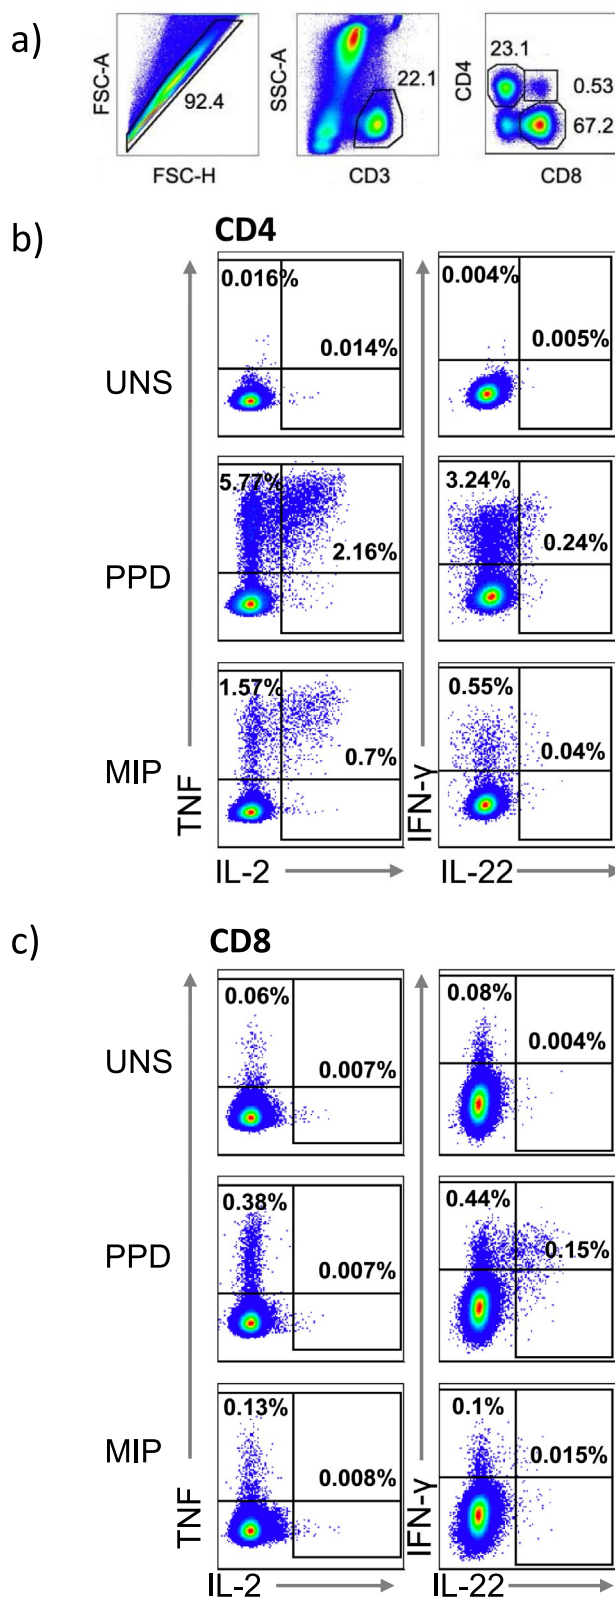 a)
FSC-A
92.4
FSC-H
SSC-A
22.1
CD3
CD4
23.1
0.53
67.2
CD8
b)
CD4
UNS
0.016%
0.014%
0.004%
0.005%
PPD
5.77%
2.16%
3.24%
0.24%
MIP
1.57%
0.7%
0.55%
0.04%
TNF
IFN-γ
IL-2
IL-22
c)
CD8
UNS
0.06%
0.007%
0.08%
0.004%
PPD
0.38%
0.007%
0.44%
0.15%
MIP
0.13%
0.008%
0.1%
0.015%
TNF
IFN-γ
IL-2
IL-22